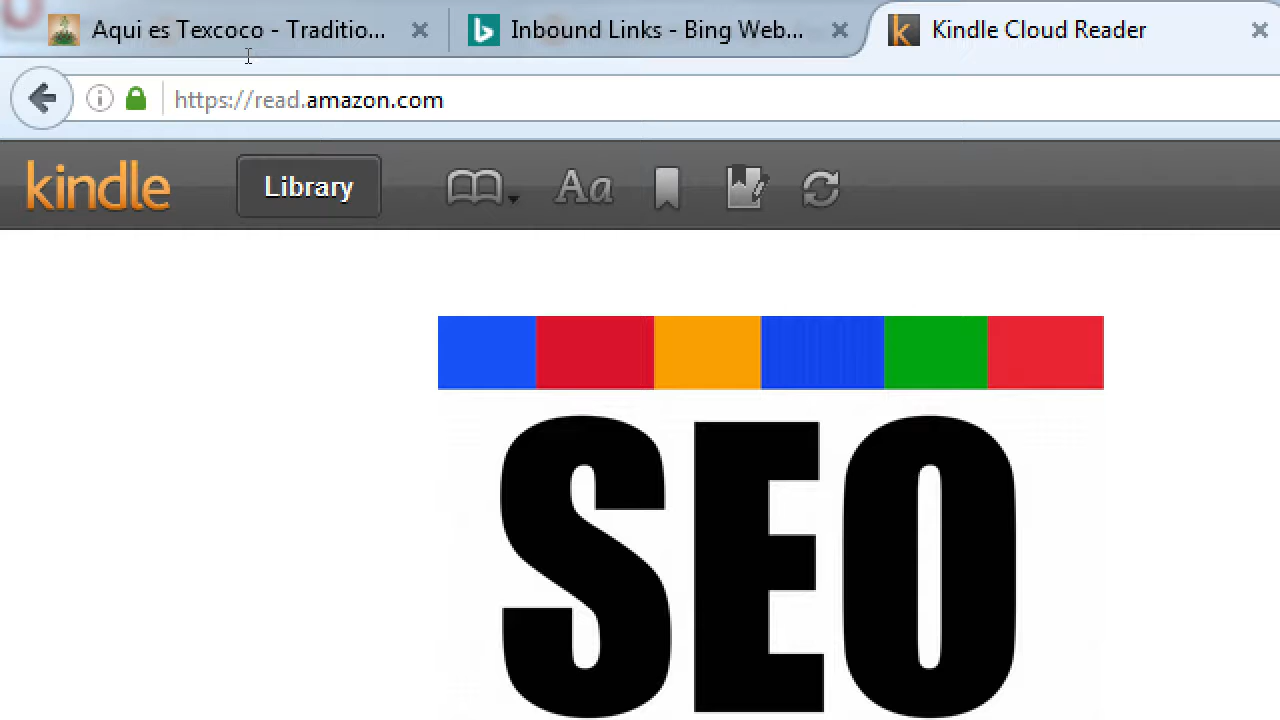 Aqui es Texcoco - Traditio...
Inbound Links - Bing Web...
Kindle Cloud Reader
https://read.amazon.com
kindle
Library
Aa
SEO